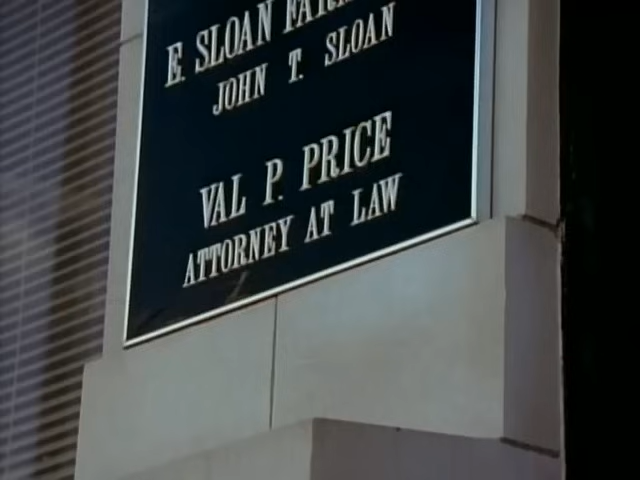 E. SLOAN
JOHN T. SLOAN
VAL P. PRICE
ATTORNEY AT LAW